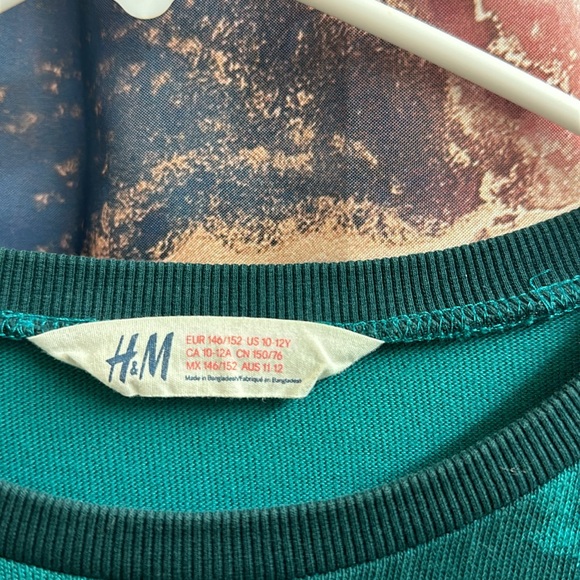 H&M
EUR 146/152 US 10-12Y
CA 10-12A CN 150/76
MX 146/152 AUS 11-12
Made in Bangladesh/Fabriqué en Bangladesh